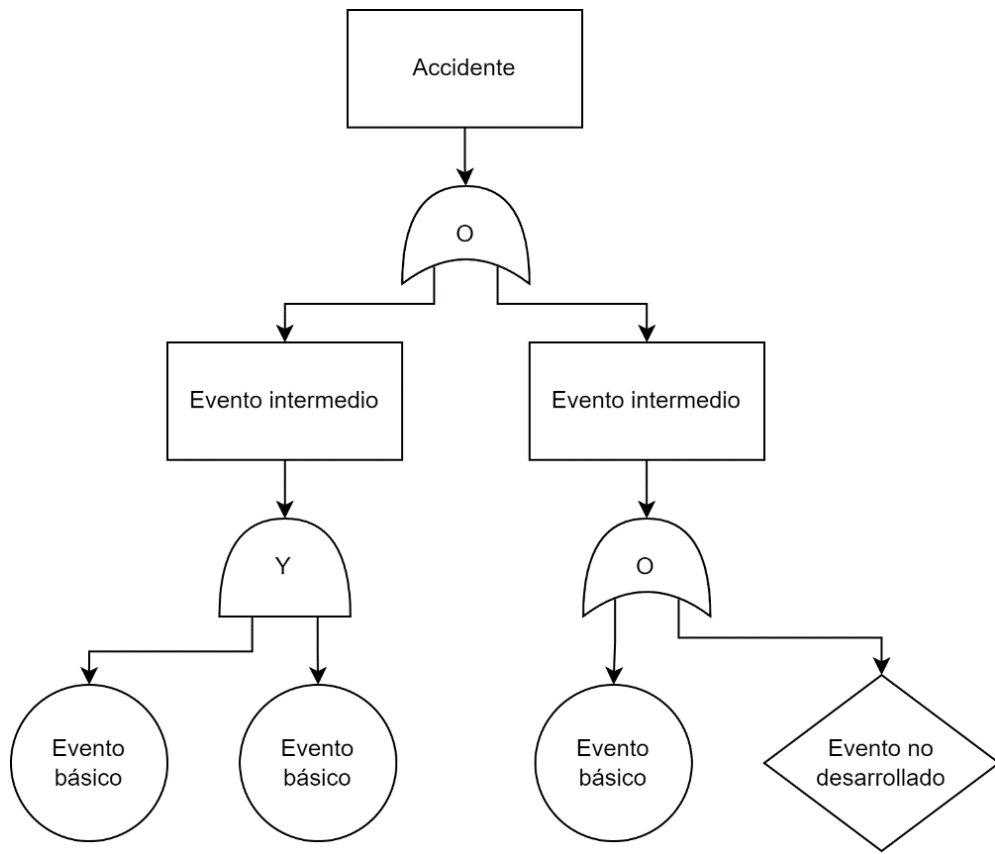 Accidente
O
Evento intermedio
Evento intermedio
Y
O
Evento
básico
Evento
básico
Evento
básico
Evento no
desarrollado